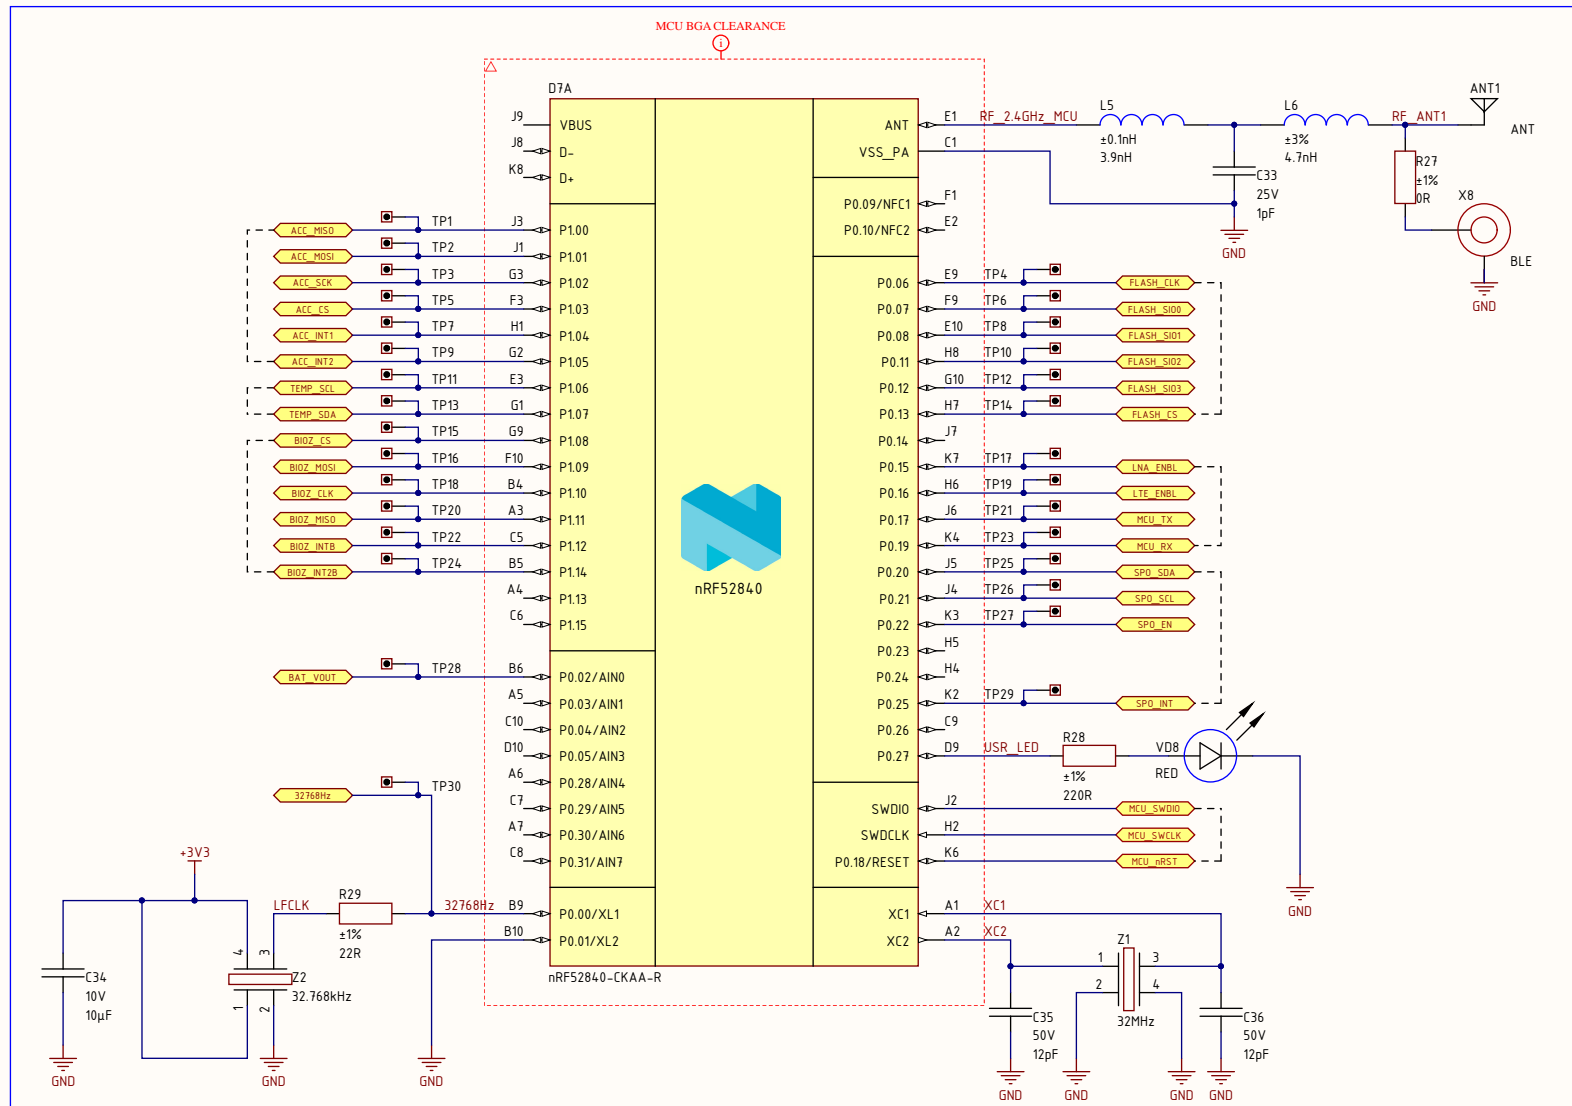 MCU BGA CLEARANCE
i
D7A
J9 VBUS
J8 D-
K8 D+
ACC_MISO TP1 J3 P1.00
ACC_MOSI TP2 J1 P1.01
ACC_SCK TP3 G3 P1.02
ACC_CS TP5 F3 P1.03
ACC_INT1 TP7 H1 P1.04
ACC_INT2 TP9 G2 P1.05
TEMP_SCL TP11 E3 P1.06
TEMP_SDA TP13 G1 P1.07
BIOZ_CS TP15 G9 P1.08
BIOZ_MOSI TP16 F10 P1.09
BIOZ_CLK TP18 B4 P1.10
BIOZ_MISO TP20 A3 P1.11
BIOZ_INTB TP22 C5 P1.12
BIOZ_INT2B TP24 B5 P1.14
A4 P1.13
C6 P1.15
BAT_VOUT TP28 B6 P0.02/AIN0
A5 P0.03/AIN1
C10 P0.04/AIN2
D10 P0.05/AIN3
A6 P0.28/AIN4
C7 P0.29/AIN5
A7 P0.30/AIN6
C8 P0.31/AIN7
32768Hz TP30
32768Hz B9 P0.00/XL1
B10 P0.01/XL2
nRF52840-CKAA-R
nRF52840
ANT E1 RF_2.4GHz_MCU
VSS_PA C1
P0.09/NFC1 F1
P0.10/NFC2 E2
P0.06 E9 TP4 FLASH_CLK
P0.07 F9 TP6 FLASH_SIO0
P0.08 E10 TP8 FLASH_SIO1
P0.11 H8 TP10 FLASH_SIO2
P0.12 G10 TP12 FLASH_SIO3
P0.13 H7 TP14 FLASH_CS
P0.14 J7
P0.15 K7 TP17 LNA_ENBL
P0.16 H6 TP19 LTE_ENBL
P0.17 J6 TP21 MCU_TX
P0.19 K4 TP23 MCU_RX
P0.20 J5 TP25 SPO_SDA
P0.21 J4 TP26 SPO_SCL
P0.22 K3 TP27 SPO_EN
P0.23 H5
P0.24 H4
P0.25 K2 TP29 SPO_INT
P0.26 C9
P0.27 D9 USR_LED
SWDIO J2 MCU_SWDIO
SWDCLK H2 MCU_SWCLK
P0.18/RESET K6 MCU_nRST
XC1 A1 XC1
XC2 A2 XC2
L5
±0.1nH
3.9nH
C33
25V
1pF
GND
L6
±3%
4.7nH
RF_ANT1
ANT1
ANT
R27
±1%
0R
X8
BLE
GND
R28
±1%
220R
VD8
RED
GND
+3V3
LFCLK
R29
±1%
22R
C34
10V
10µF
GND
4 3
Z2
32.768kHz
1 2
GND
GND
Z1
1 3
2 4
32MHz
C35
50V
12pF
GND
GND
GND
C36
50V
12pF
GND